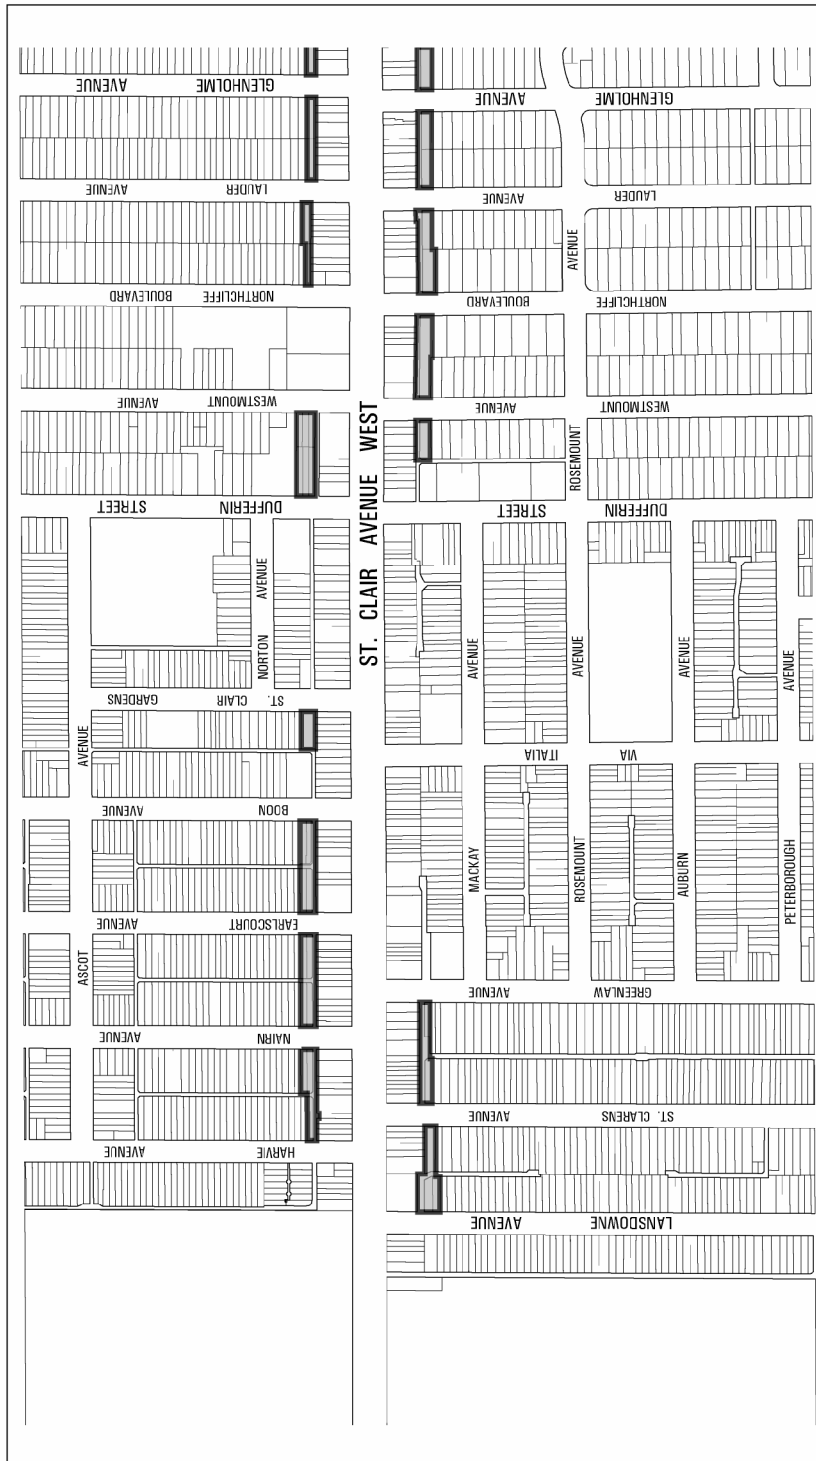 GLENHOLME AVENUE
AVENUE GLENHOLME
LAUDER AVENUE
AVENUE LAUDER
AVENUE
NORTHCLIFFE BOULEVARD
BOULEVARD NORTHCLIFFE
WESTMOUNT AVENUE
AVENUE WESTMOUNT
ST. CLAIR AVENUE WEST
ROSEMOUNT
DUFFERIN STREET
STREET DUFFERIN
NORTON AVENUE
AVENUE
AVENUE
AVENUE
AVENUE
ST. CLAIR GARDENS
AVENUE
VIA ITALIA
BOON AVENUE
MACKAY
ROSEMOUNT
AUBURN
PETERBOROUGH
EARLSCOURT AVENUE
ASCOT
GREENLAW AVENUE
NAIRN AVENUE
ST. CLARENS AVENUE
HARVIE AVENUE
LANSDOWNE AVENUE